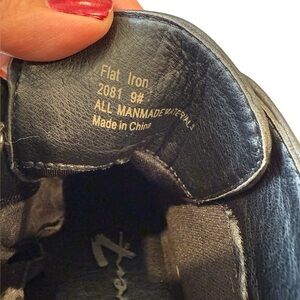 Flat Iron
2081 9#
ALL MANMADE MATERIALS
Made in China